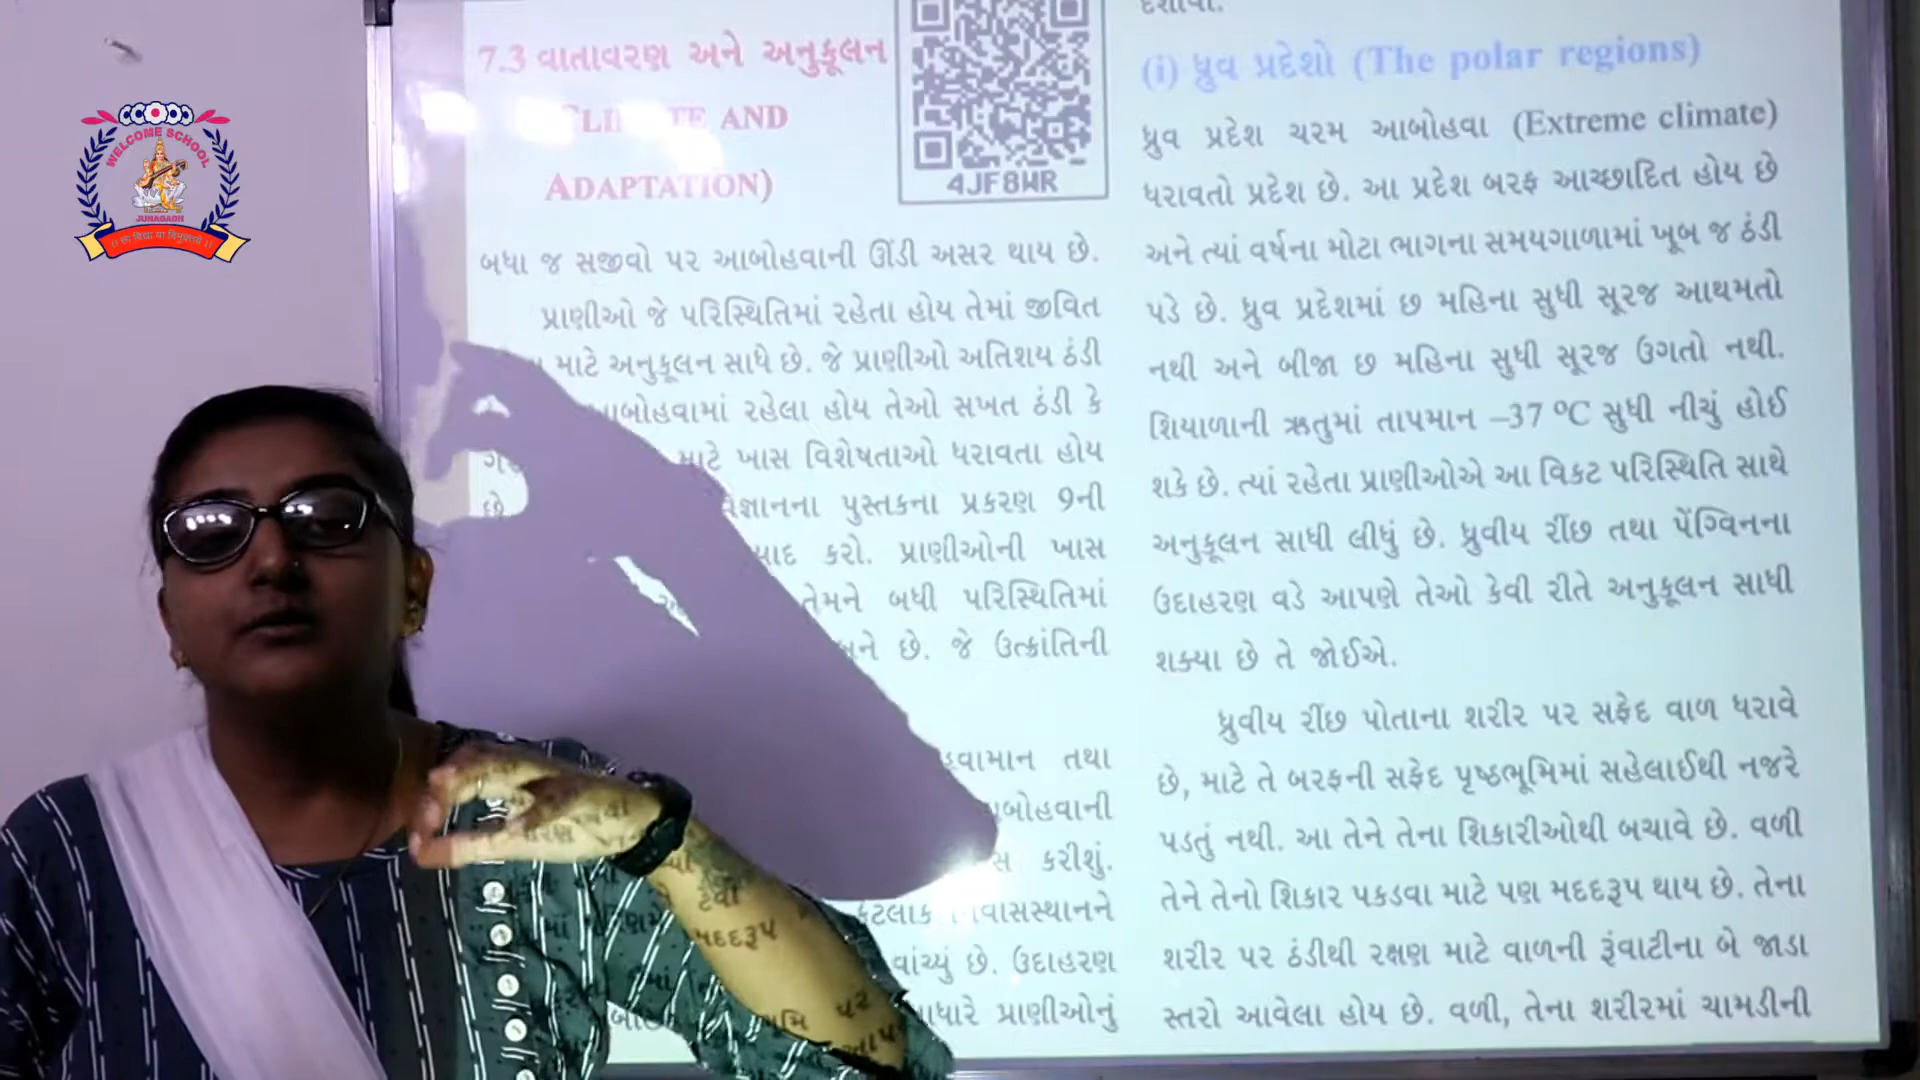 WELCOME SCHOOL
JUNAGADH
7.3 વાતાવરણ અને અનુકૂલન
AND
ADAPTATION)
4JF8WR
બધા જ સજીવો પર આબોહવાની ઊંડી અસર થાય છે.
પ્રાણીઓ જે પરિસ્થિતિમાં રહેતા હોય તેમાં જીવિત
માટે અનુકૂલન સાધે છે. જે પ્રાણીઓ અતિશય ઠંડી
રહેલા હોય તેઓ સખત ઠંડી કે
માટે ખાસ વિશેષતાઓ ધરાવતા હોય
છે
પુસ્તકના પ્રકરણ 9ની
યાદ કરો. પ્રાણીઓની ખાસ
તેમને બધી પરિસ્થિતિમાં
છે. જે ઉત્ક્રાંતિની
તથા
કરીશું.
કેટલાક
વાંચ્યું છે. ઉદાહરણ
પ્રાણીઓનું
(i) ધ્રુવ પ્રદેશો (The polar regions)
ધ્રુવ પ્રદેશ ચરમ આબોહવા (Extreme climate)
ધરાવતો પ્રદેશ છે. આ પ્રદેશ બરફ આચ્છાદિત હોય છે
અને ત્યાં વર્ષના મોટા ભાગના સમયગાળામાં ખૂબ જ ઠંડી
પડે છે. ધ્રુવ પ્રદેશમાં છ મહિના સુધી સૂરજ આથમતો
નથી અને બીજા છ મહિના સુધી સૂરજ ઉગતો નથી.
શિયાળાની ઋતુમાં તાપમાન –37 °C સુધી નીચું હોઈ
શકે છે. ત્યાં રહેતા પ્રાણીઓએ આ વિકટ પરિસ્થિતિ સાથે
અનુકૂલન સાધી લીધું છે. ધ્રુવીય રીંછ તથા પેંગ્વિનના
ઉદાહરણ વડે આપણે તેઓ કેવી રીતે અનુકૂલન સાધી
શક્યા છે તે જોઈએ.
ધ્રુવીય રીંછ પોતાના શરીર પર સફેદ વાળ ધરાવે
છે, માટે તે બરફની સફેદ પૃષ્ઠભૂમિમાં સહેલાઈથી નજરે
પડતું નથી. આ તેને તેના શિકારીઓથી બચાવે છે. વળી
તેને તેનો શિકાર પકડવા માટે પણ મદદરૂપ થાય છે. તેના
શરીર પર ઠંડીથી રક્ષણ માટે વાળની રૂંવાટીના બે જાડા
સ્તરો આવેલા હોય છે. વળી, તેના શરીરમાં ચામડીની
મદદરૂપ